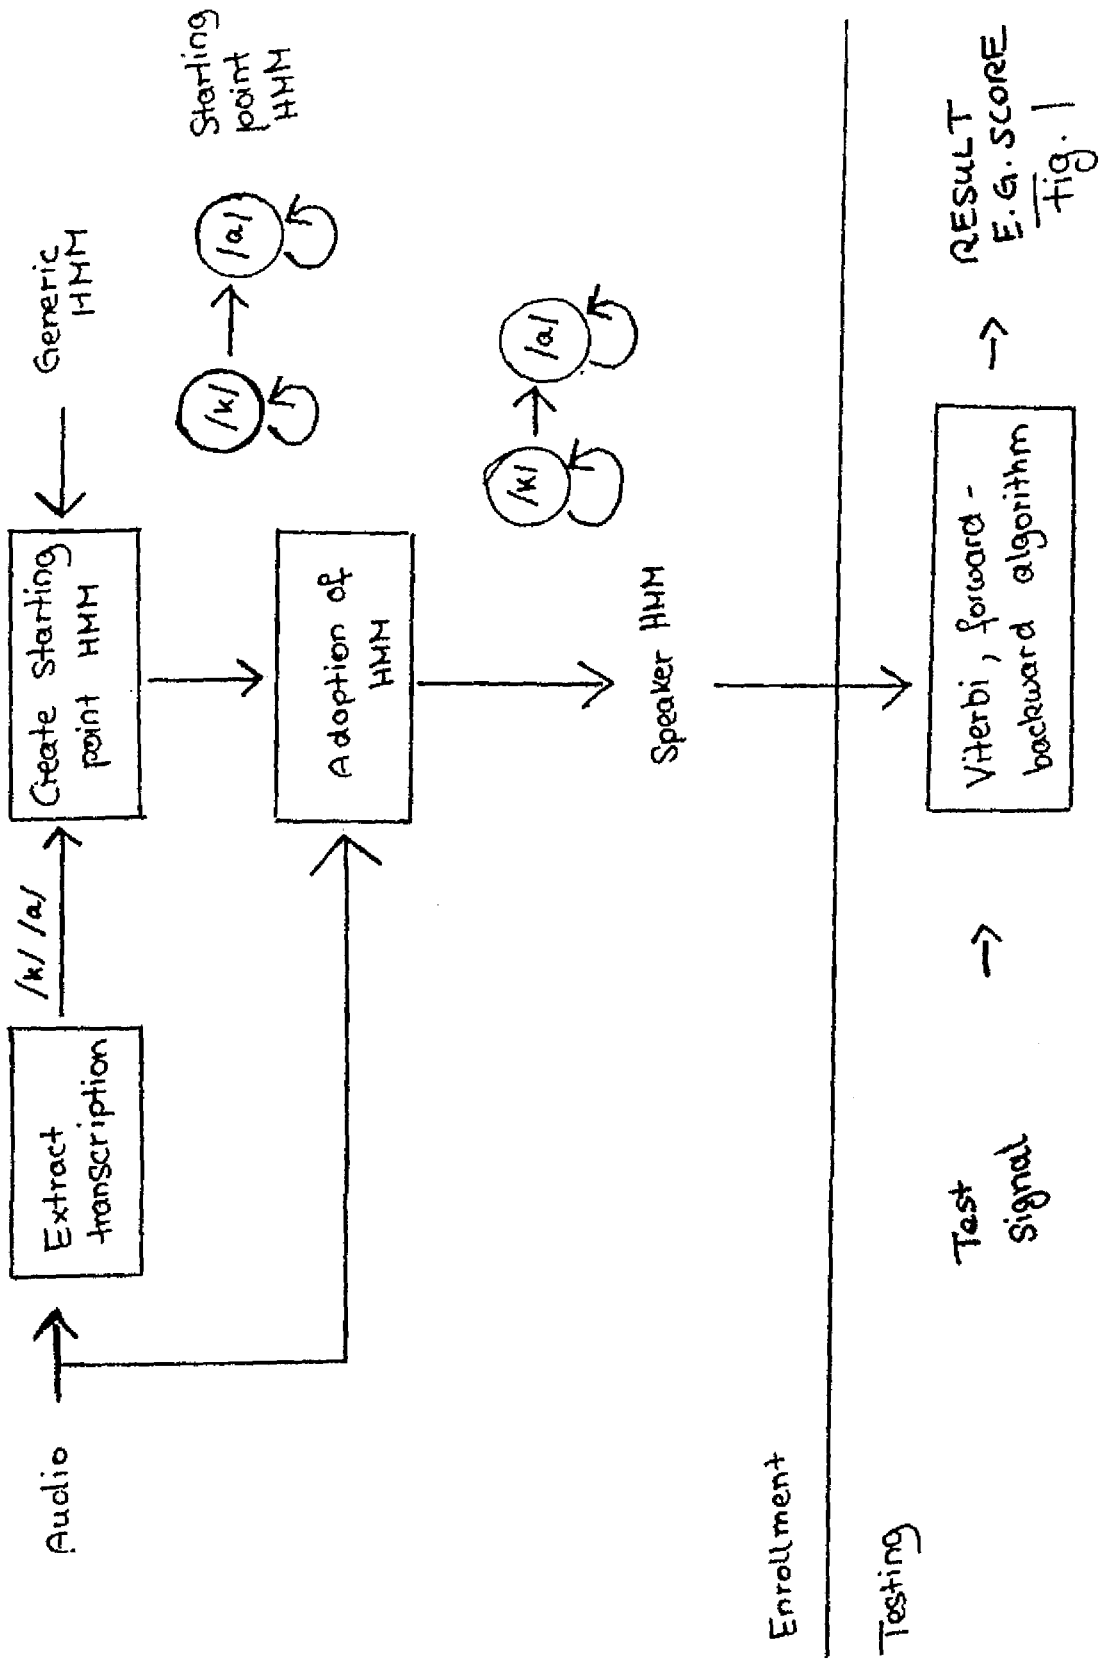 Audio
Extract
transcription
/k/ /a/
Create starting
point HMM
Generic
HMM
/k/
/a/
Starting
point
HMM
Adoption of
HMM
/k/
/a/
Speaker HMM
Enrollment
Testing
Test
Signal
Viterbi, forward -
backward algorithm
RESULT
E.G. SCORE
Fig. 1